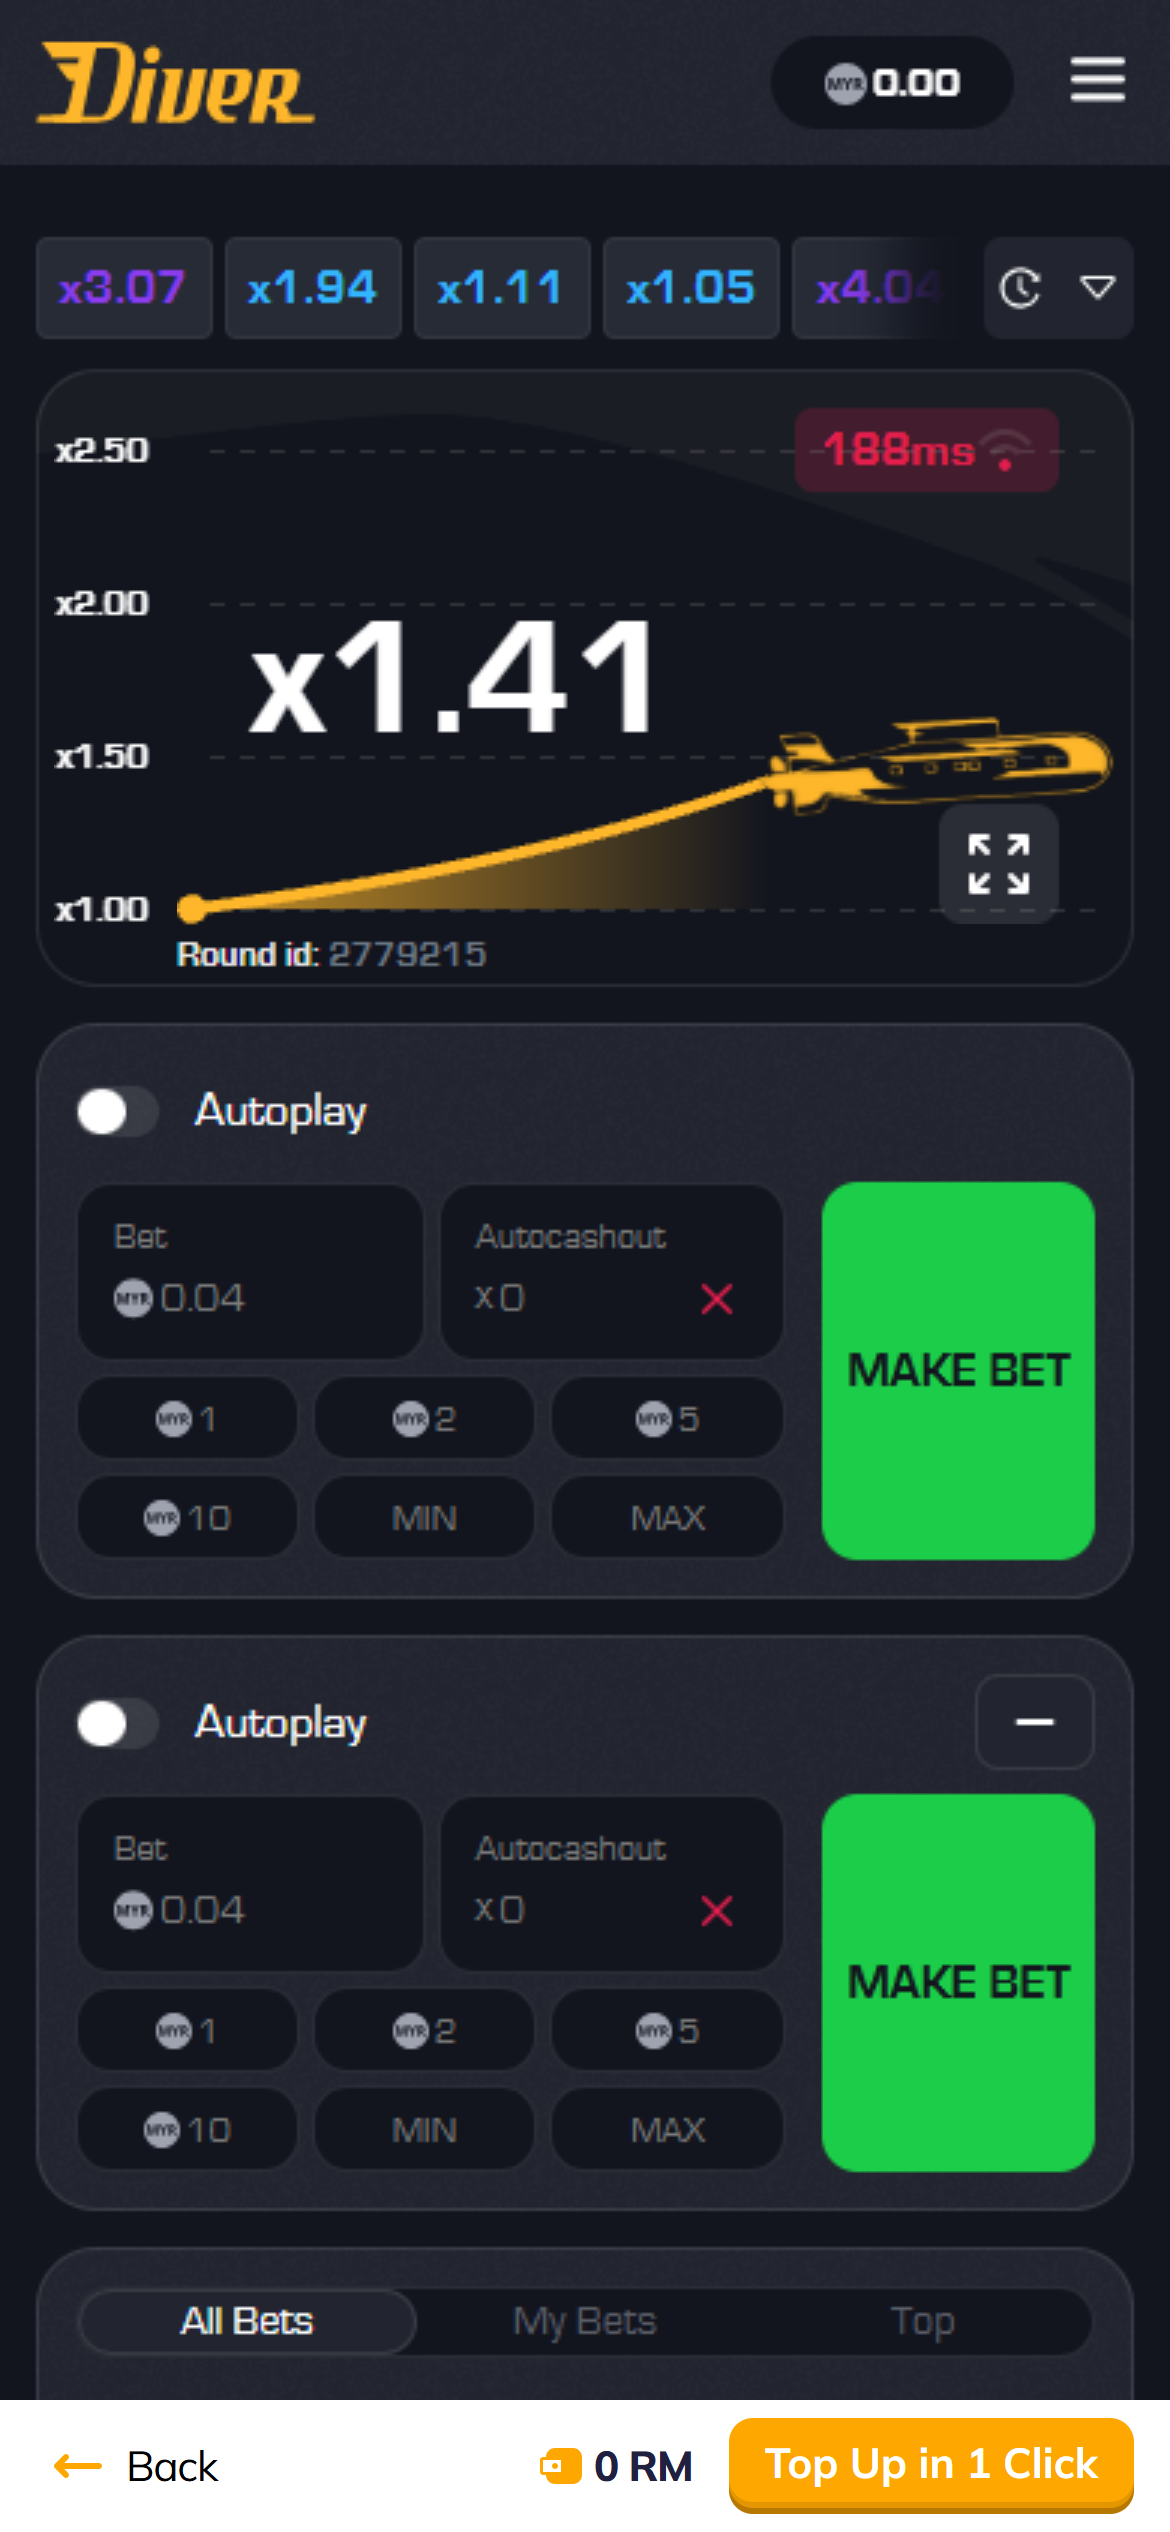 Diver
MYR 0.00
x3.07 x1.94 x1.11 x1.05 x4.04
x2.50
188ms
x2.00
x1.41
x1.50
x1.00
Round id: 2779215
Autoplay
Bet
MYR 0.04
Autocashout
x0
MAKE BET
MYR 1 MYR 2 MYR 5
MYR 10 MIN MAX
Autoplay
Bet
MYR 0.04
Autocashout
x0
MAKE BET
MYR 1 MYR 2 MYR 5
MYR 10 MIN MAX
All Bets My Bets Top
Back 0 RM Top Up in 1 Click